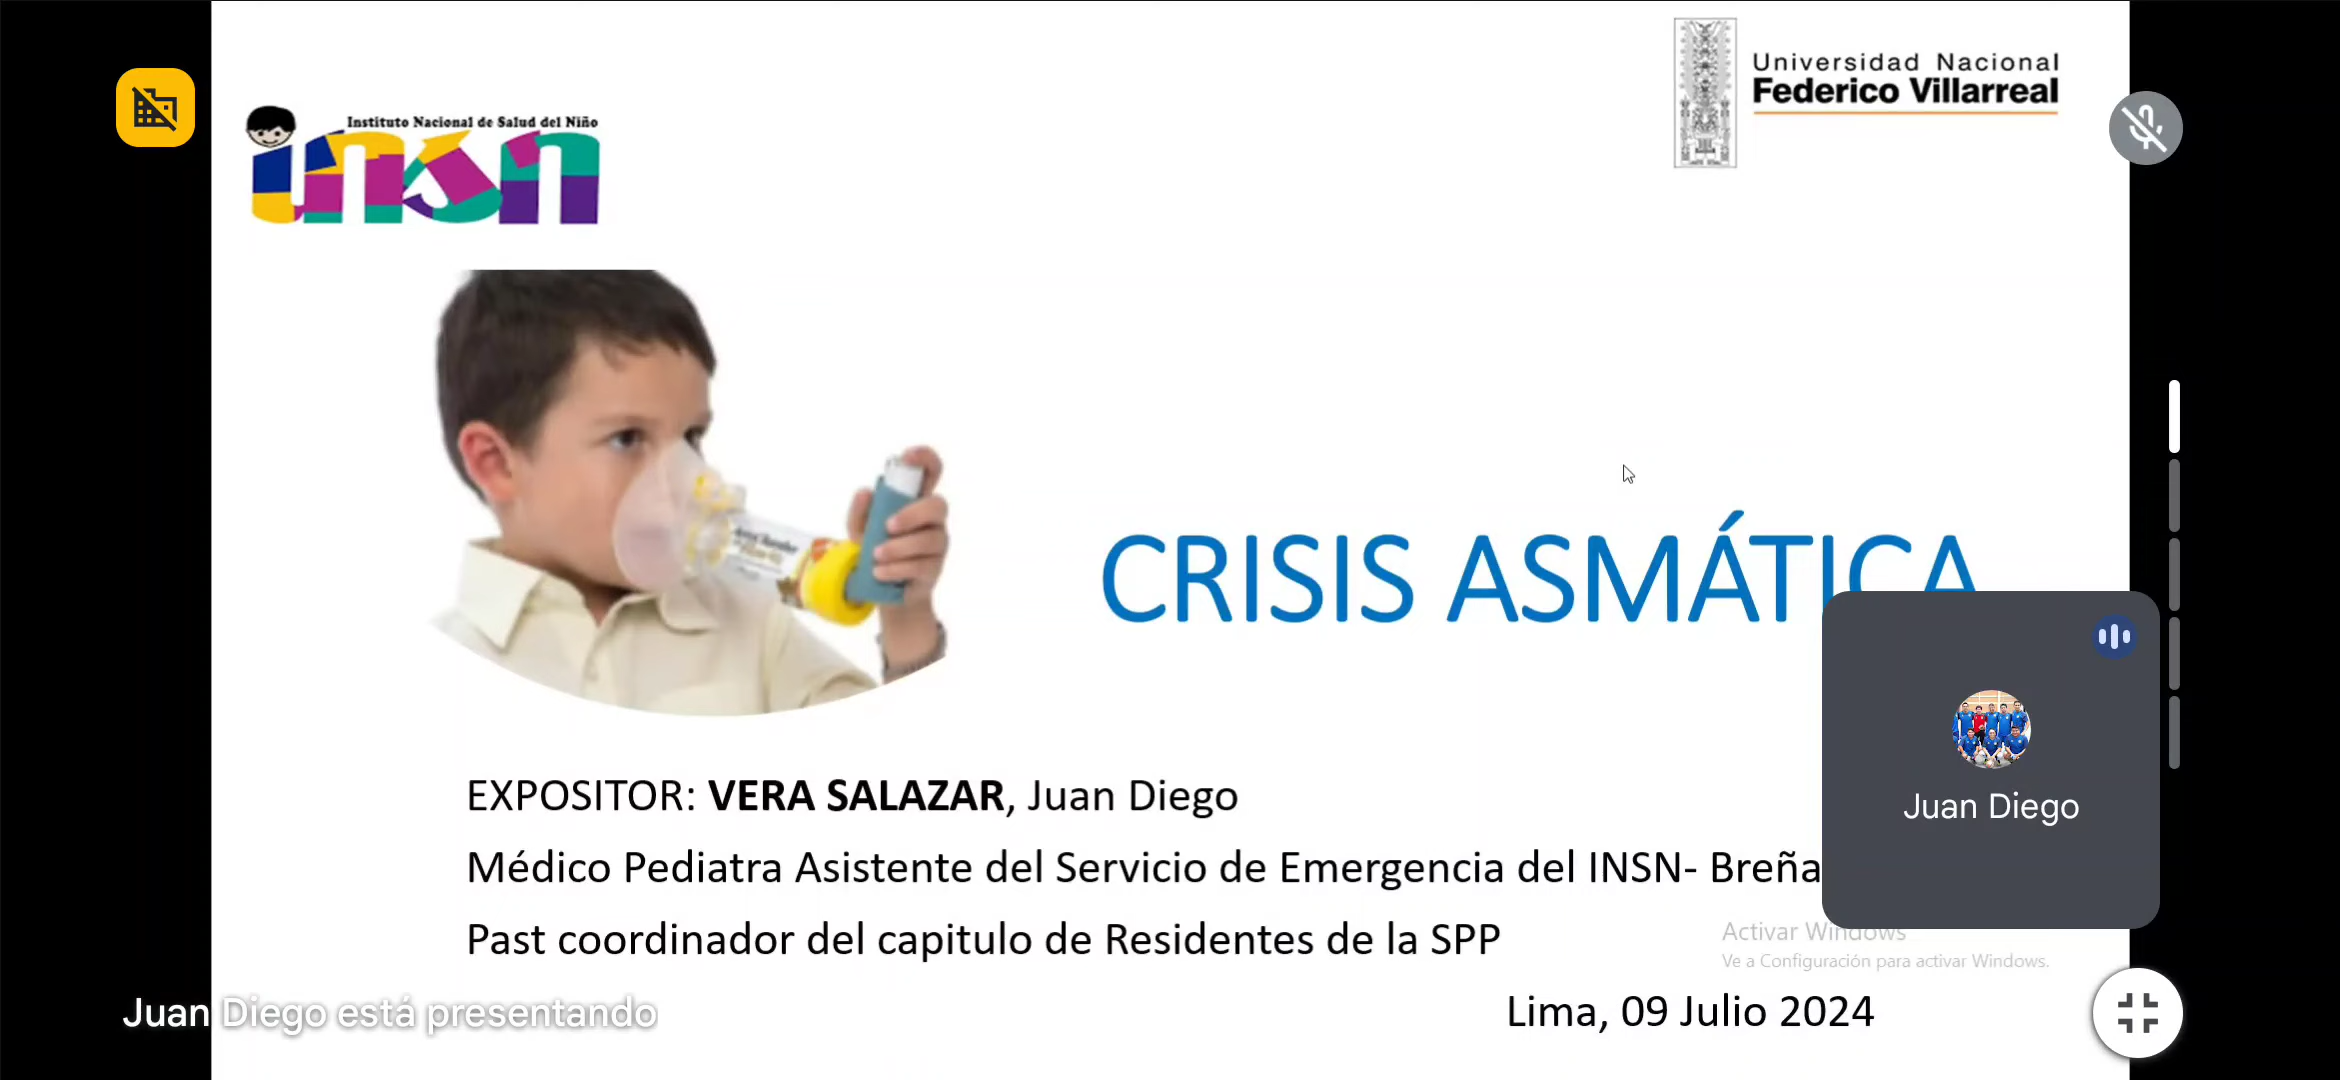 Universidad Nacional
Federico Villarreal
Instituto Nacional de Salud del Niño
insn
CRISIS ASMÁTICA
Juan Diego
EXPOSITOR: VERA SALAZAR, Juan Diego
Médico Pediatra Asistente del Servicio de Emergencia del INSN- Breña
Past coordinador del capitulo de Residentes de la SPP
Activar Windows
Ve a Configuración para activar Windows.
Juan Diego está presentando
Lima, 09 Julio 2024